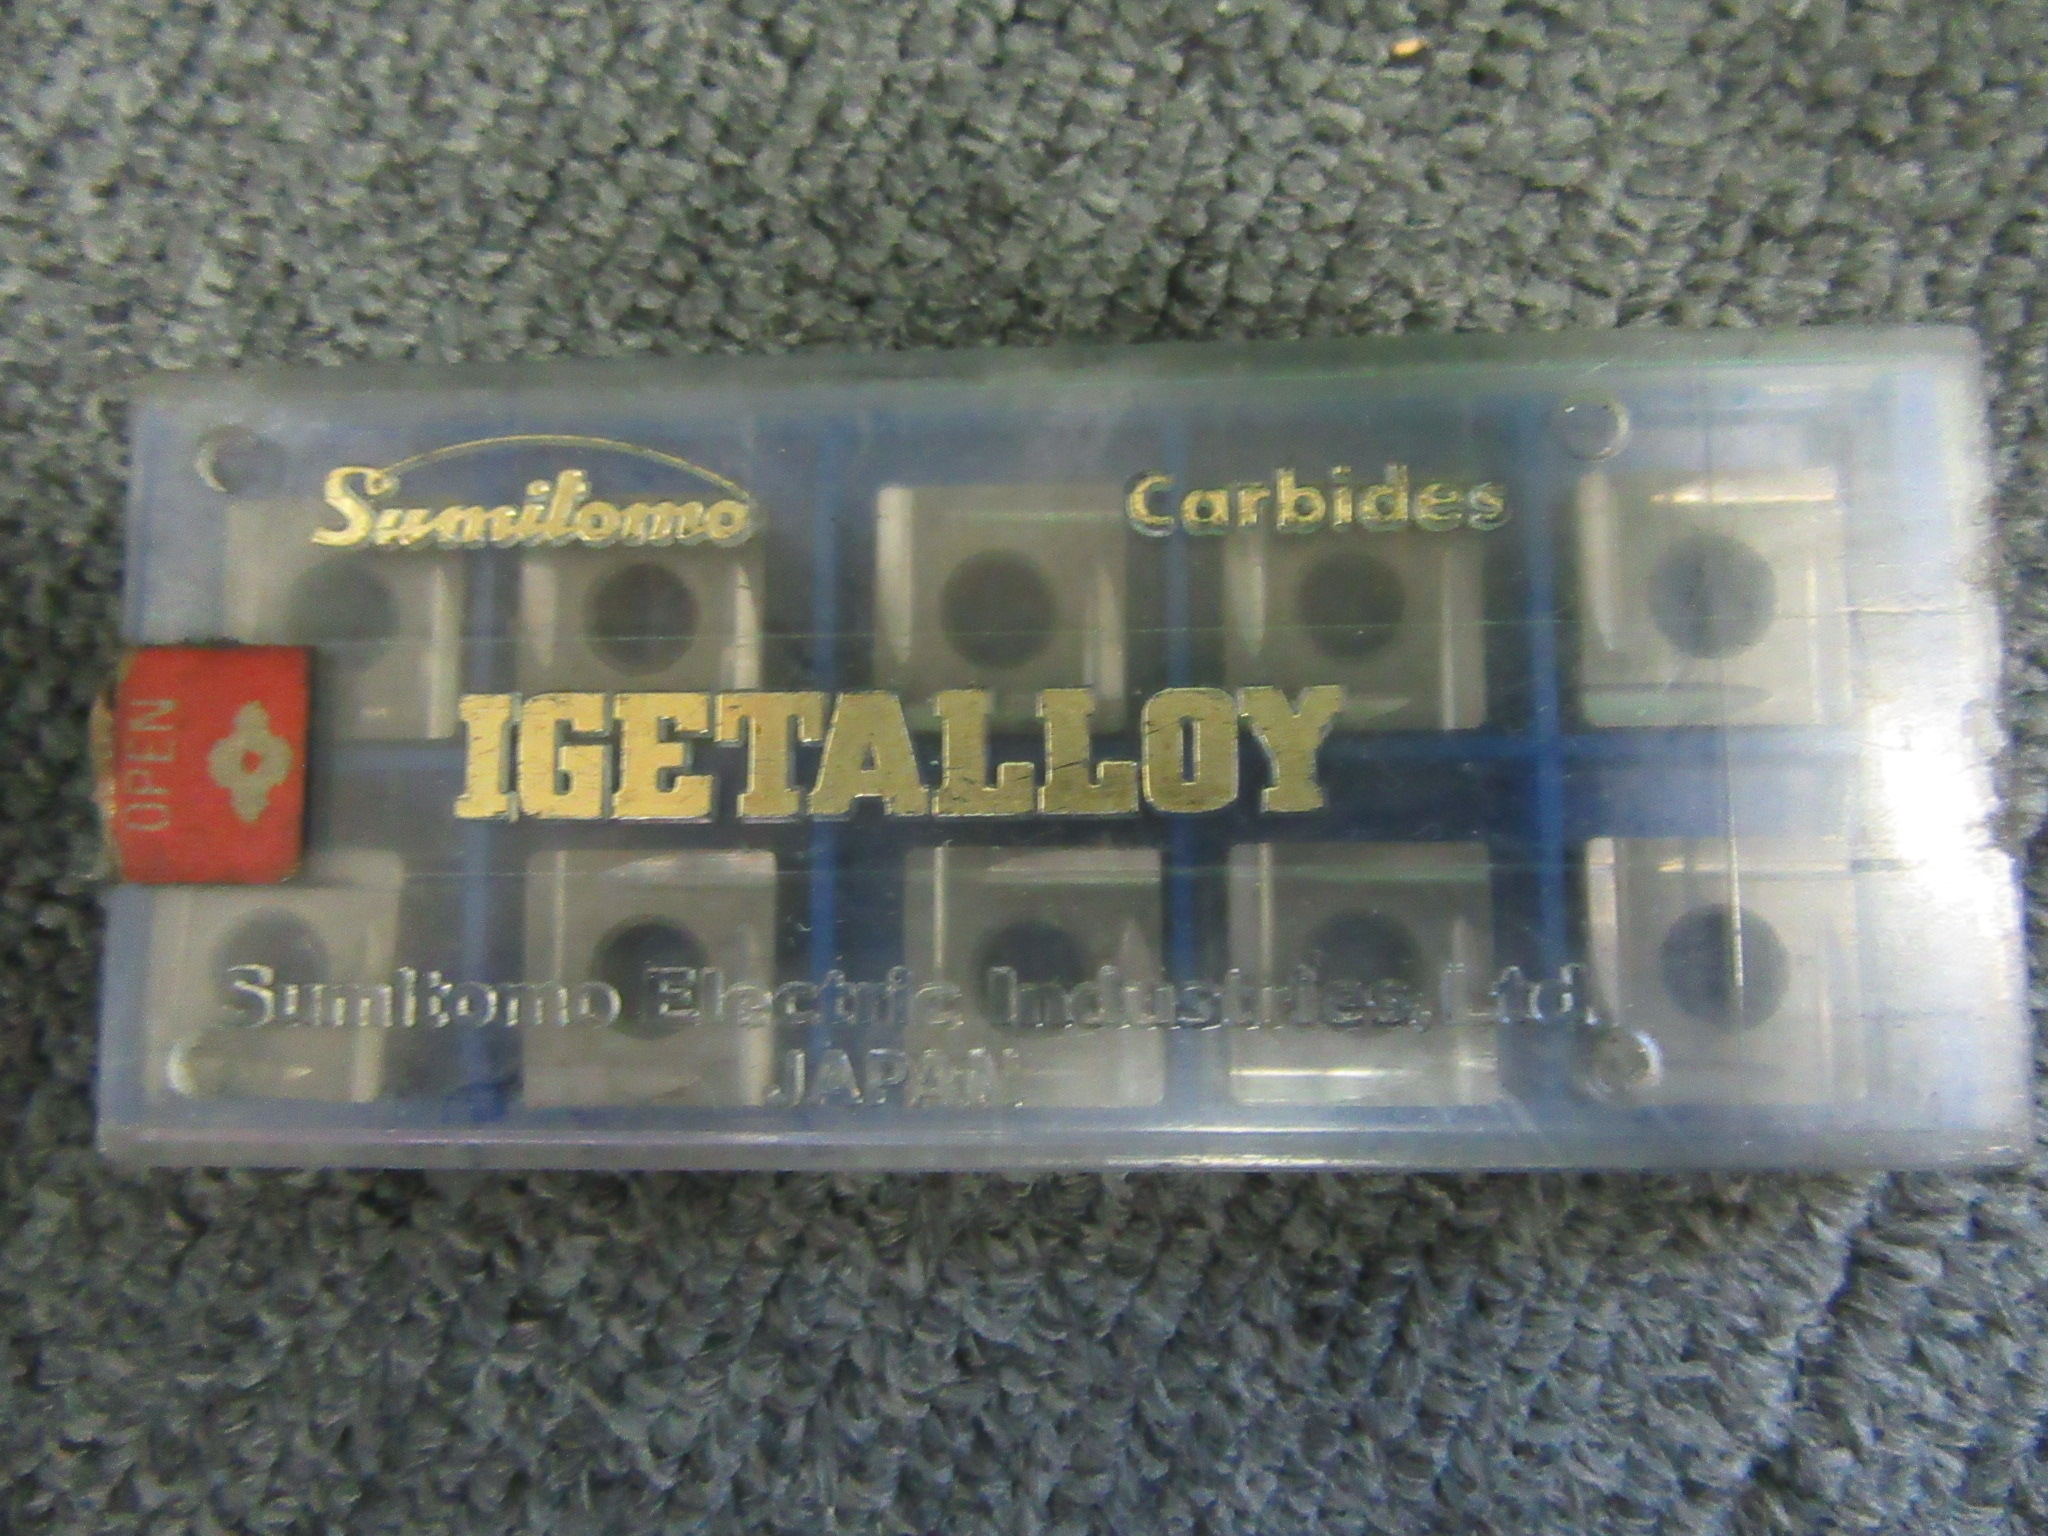 Sumitomo Carbides
OPEN
IGETALLOY
Sumitomo Electric Industries, Ltd.
JAPAN